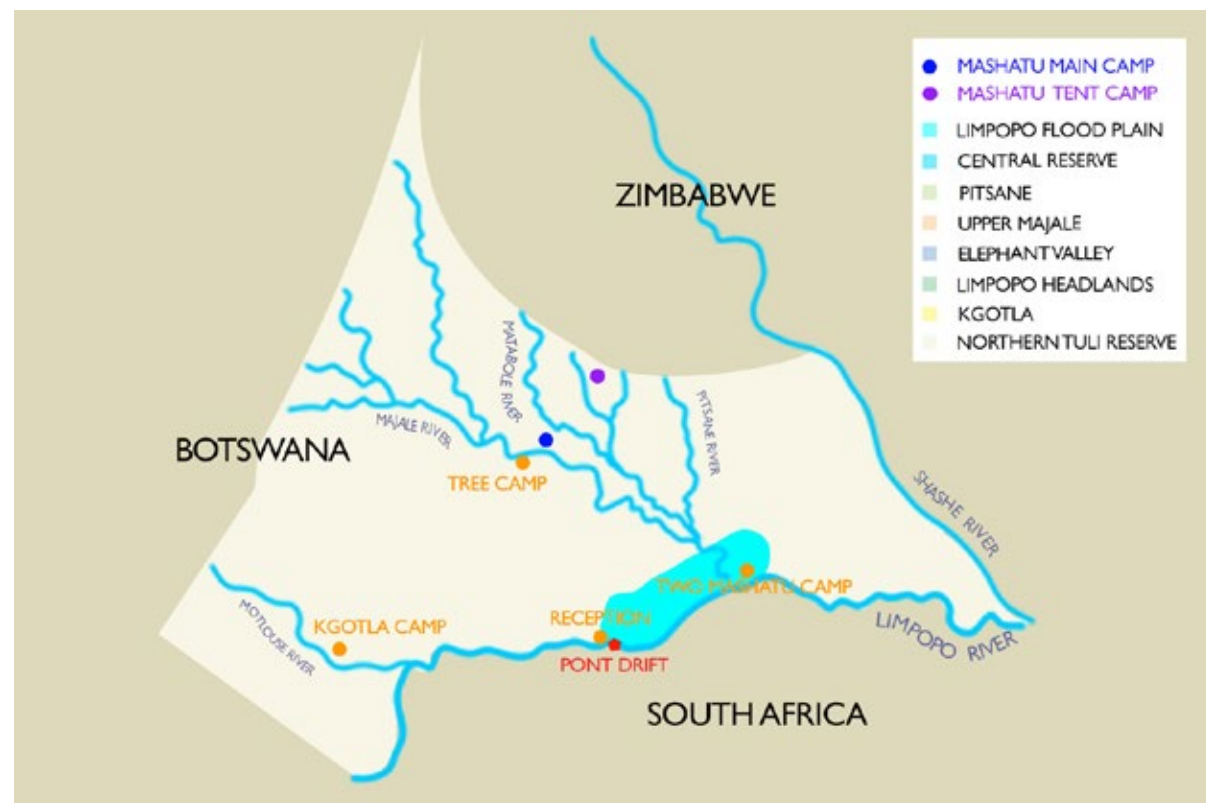 MASHATU MAIN CAMP
MASHATU TENT CAMP
LIMPOPO FLOOD PLAIN
CENTRAL RESERVE
PITSANE
UPPER MAJALE
ELEPHANT VALLEY
LIMPOPO HEADLANDS
KGOTLA
NORTHERN TULI RESERVE
ZIMBABWE
MATABOLE RIVER
PITSANE RIVER
MAJALE RIVER
BOTSWANA
TREE CAMP
SHASHE RIVER
TWO MASHATU CAMP
MOTLOUSE RIVER
KGOTLA CAMP
RECEPTION
LIMPOPO RIVER
PONT DRIFT
SOUTH AFRICA